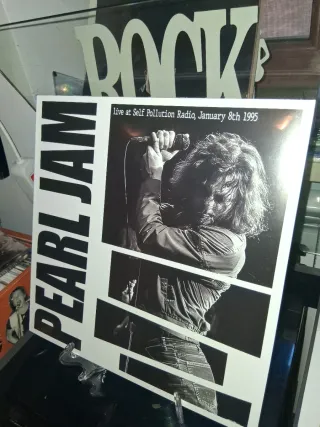 ROCK
live at Self Pollution Radio, January 8th 1995
PEARL JAM